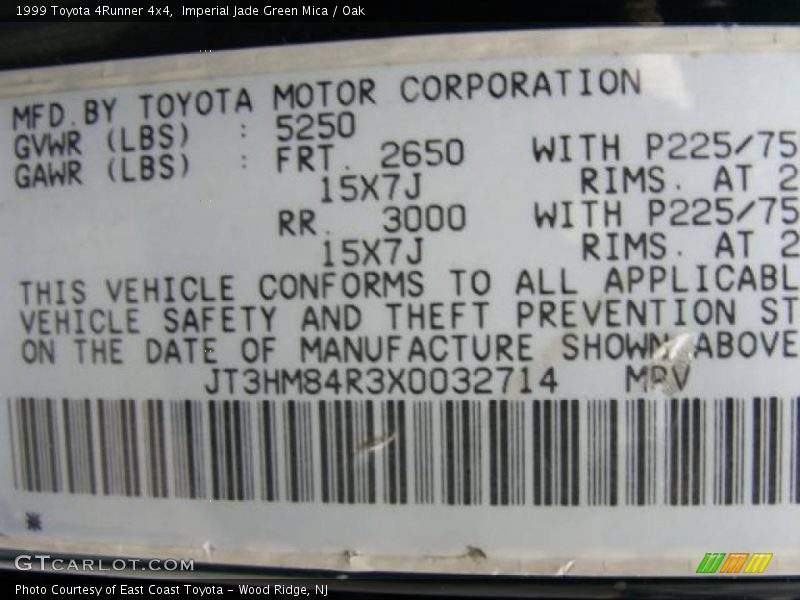 1999 Toyota 4Runner 4x4,  Imperial Jade Green Mica / Oak
MFD.BY TOYOTA MOTOR CORPORATION
GVWR (LBS) : 5250
GAWR (LBS) : FRT. 2650 WITH P225/75
15X7J RIMS. AT 2
RR. 3000 WITH P225/75
15X7J RIMS. AT 2
THIS VEHICLE CONFORMS TO ALL APPLICABL
VEHICLE SAFETY AND THEFT PREVENTION ST
ON THE DATE OF MANUFACTURE SHOWN ABOVE
JT3HM84R3X0032714 MPV
GTCARLOT.COM
Photo Courtesy of East Coast Toyota - Wood Ridge, NJ